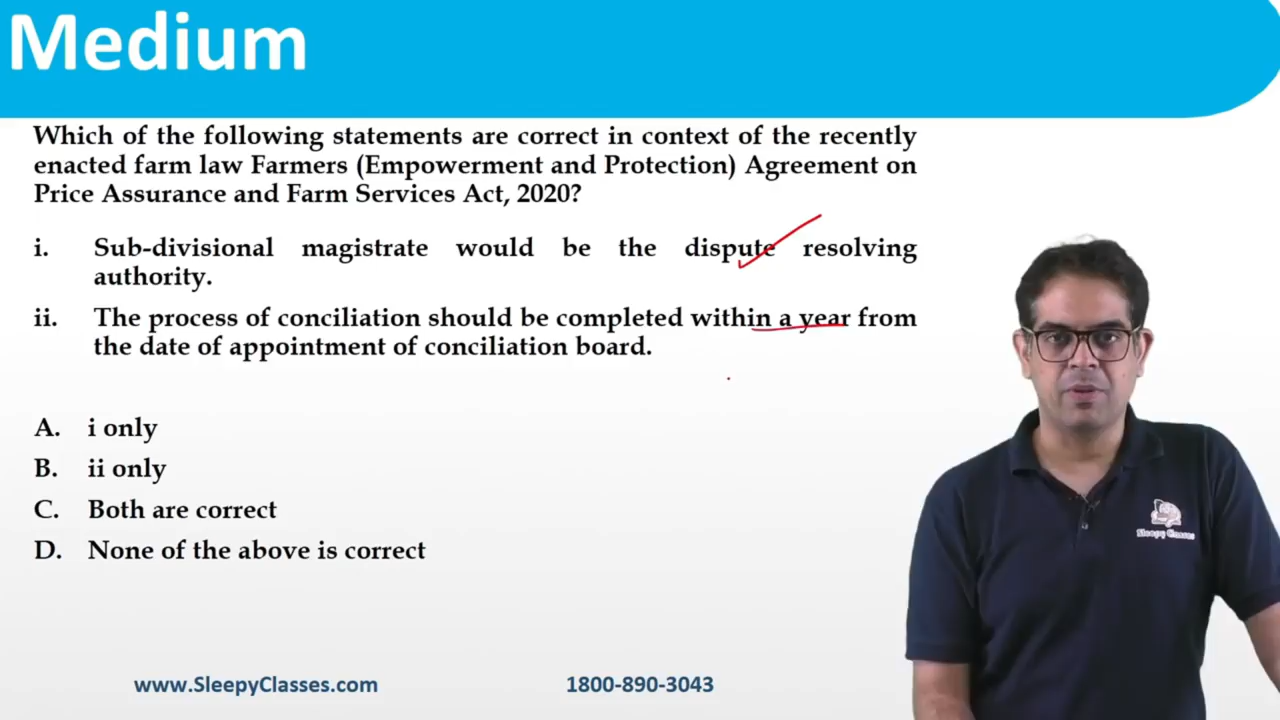 Medium
Which of the following statements are correct in context of the recently
enacted farm law Farmers (Empowerment and Protection) Agreement on
Price Assurance and Farm Services Act, 2020?
i. Sub-divisional magistrate would be the dispute resolving
authority.
ii. The process of conciliation should be completed within a year from
the date of appointment of conciliation board.
A. i only
B. ii only
C. Both are correct
D. None of the above is correct
Sleepy Classes
www.SleepyClasses.com 1800-890-3043